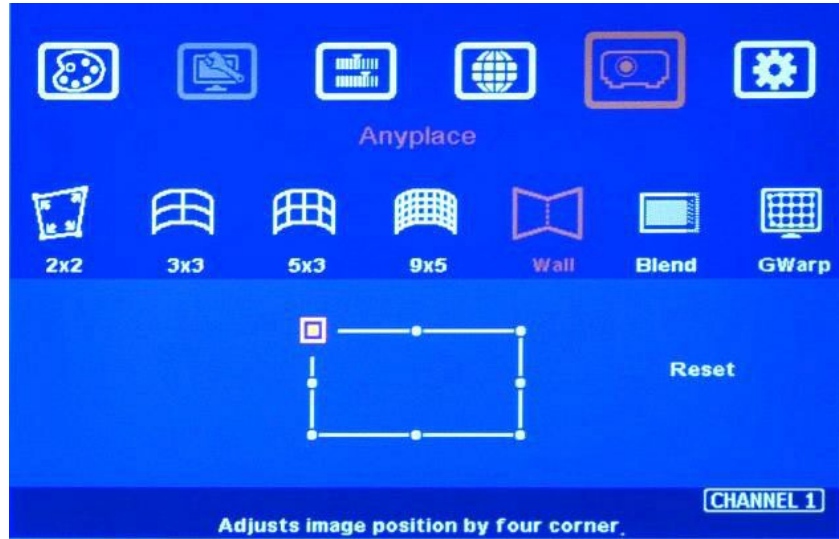 Anyplace
2x2 3x3 5x3 9x5 Wall Blend GWarp
Reset
CHANNEL 1
Adjusts image position by four corner.